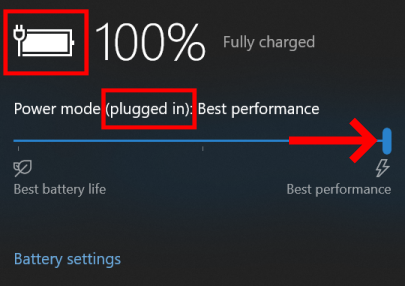 100% Fully charged
Power mode (plugged in): Best performance
Best battery life Best performance
Battery settings